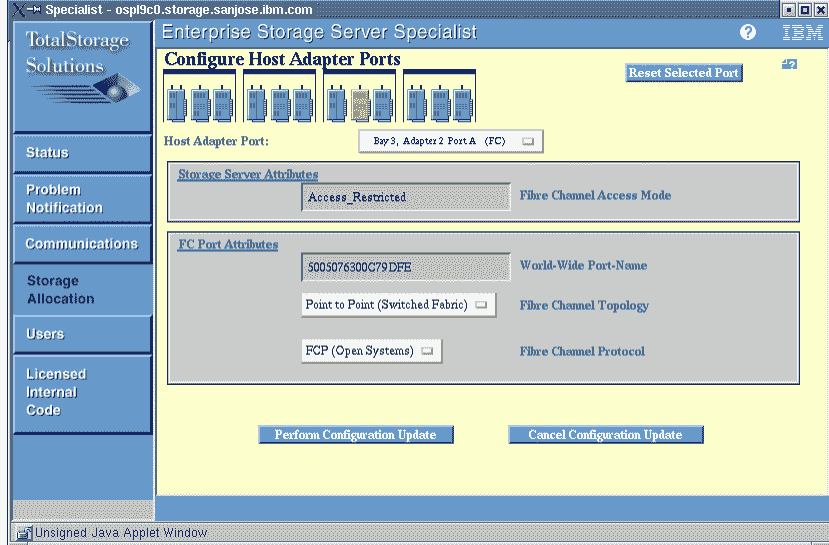 Specialist - ospl9c0.storage.sanjose.ibm.com
TotalStorage
Solutions
Enterprise Storage Server Specialist
?
IBM
Configure Host Adapter Ports
Reset Selected Port
?
Host Adapter Port:
Bay 3, Adapter 2 Port A (FC)
Status
Problem
Notification
Communications
Storage
Allocation
Users
Licensed
Internal
Code
Storage Server Attributes
Access_Restricted
Fibre Channel Access Mode
FC Port Attributes
5005076300C79DFE
World-Wide Port-Name
Point to Point (Switched Fabric)
Fibre Channel Topology
FCP (Open Systems)
Fibre Channel Protocol
Perform Configuration Update
Cancel Configuration Update
Unsigned Java Applet Window